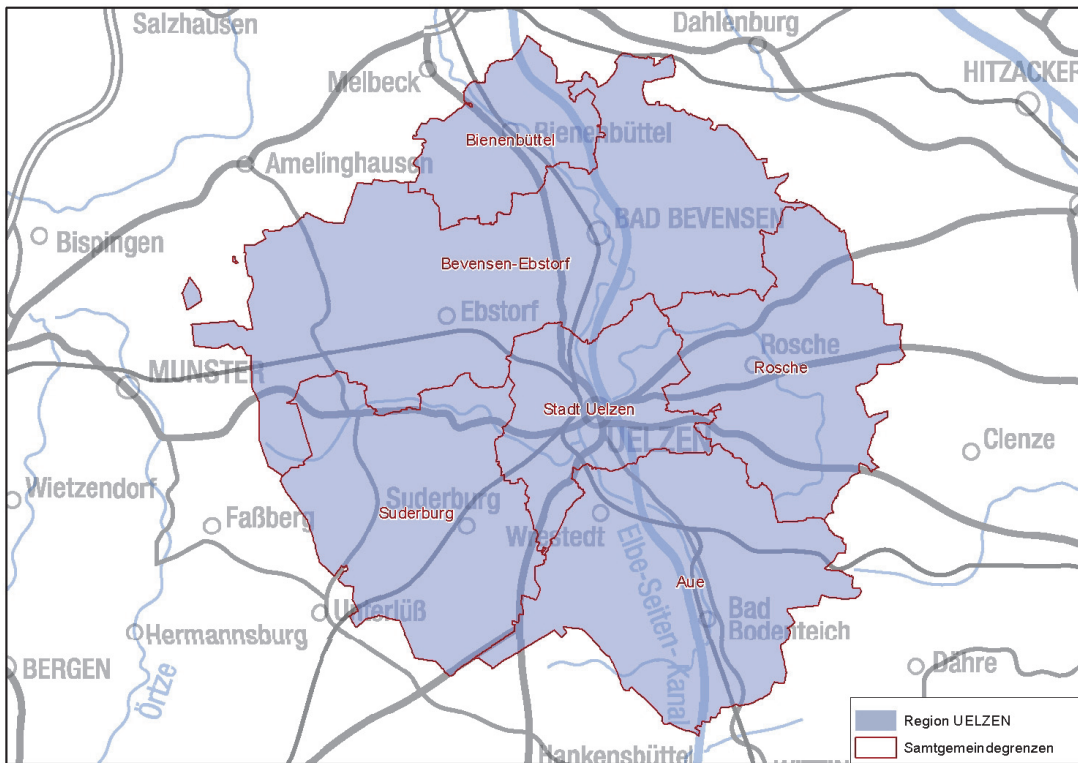 Salzhausen
Dahlenburg
Melbeck
HITZACKER
Bienenbüttel
Bienenbüttel
Amelinghausen
BAD BEVENSEN
Bispingen
Bevensen-Ebstorf
Ebstorf
Rosche
Rosche
MUNSTER
Stadt Uelzen
UELZEN
Clenze
Wietzendorf
Suderburg
Suderburg
Faßberg
Wrestedt
Elbe-Seiten-Kanal
Aue
Unterlüß
Bad
Bodenteich
Hermannsburg
BERGEN
Örtze
Dähre
Hankensbüttel
Region UELZEN
Samtgemeindegrenzen